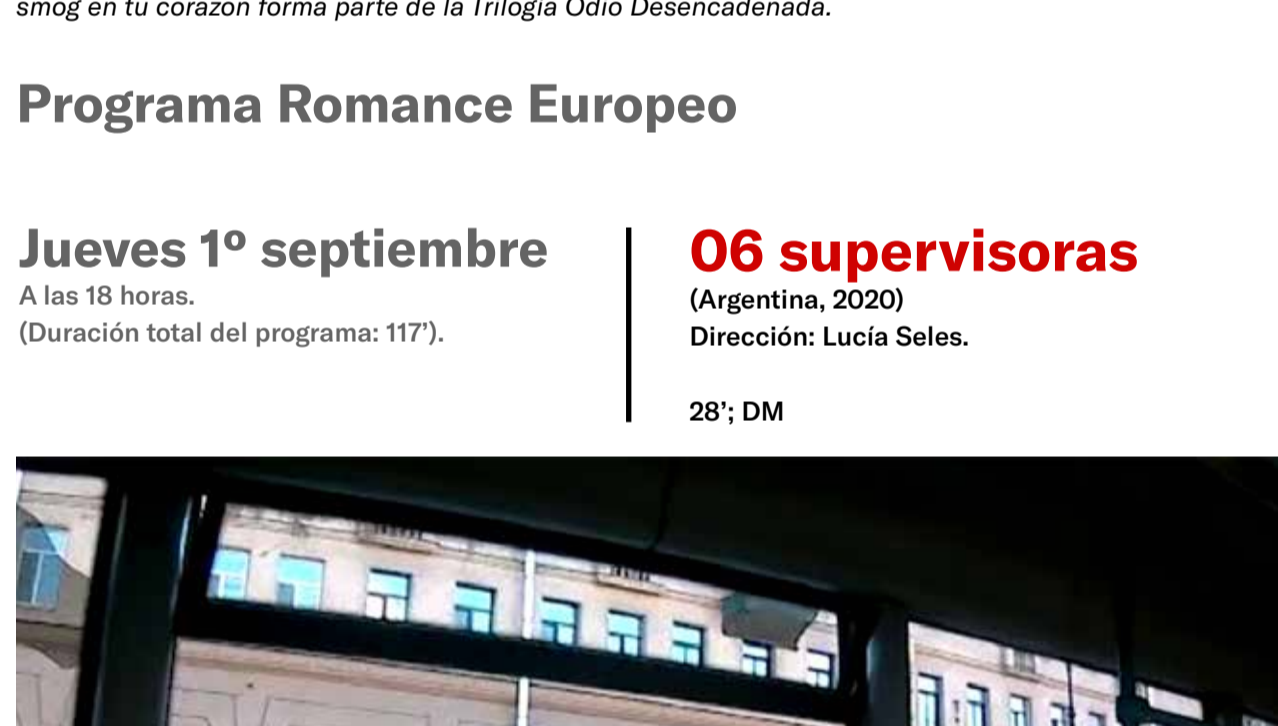 smog en tu corazón forma parte de la Trilogía Odio Desencadenada.
Programa Romance Europeo
Jueves 1º septiembre
A las 18 horas.
(Duración total del programa: 117’).
06 supervisoras
(Argentina, 2020)
Dirección: Lucía Seles.
28’; DM